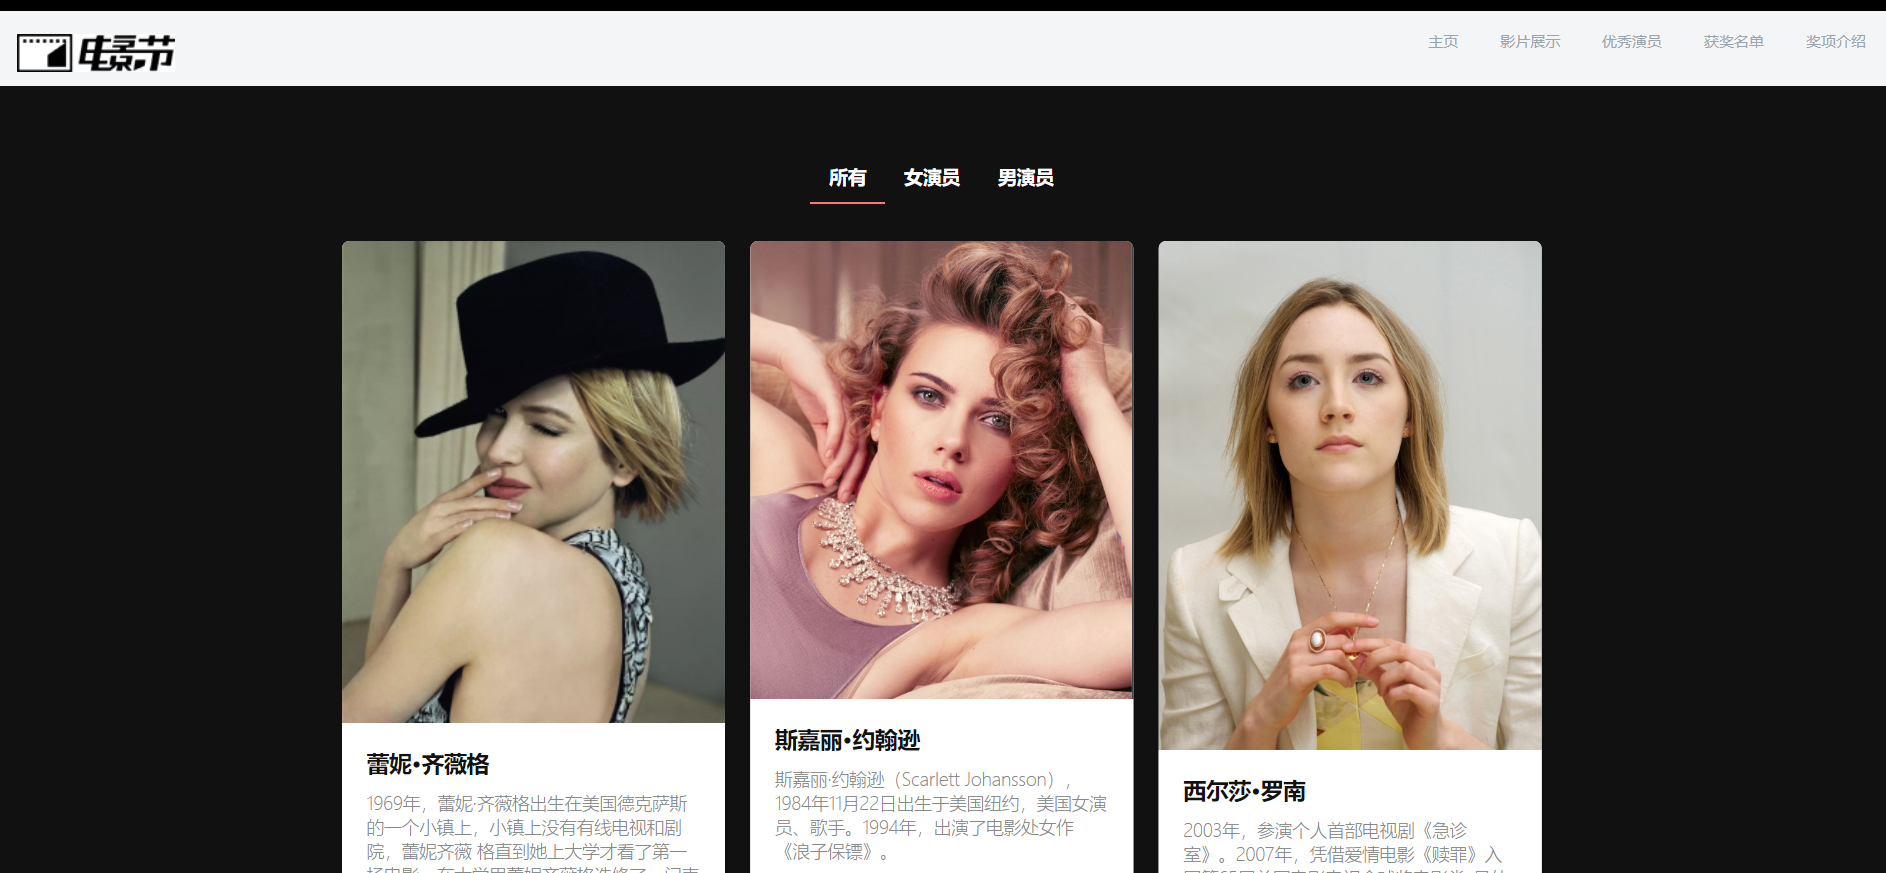 电影节
主页 影片展示 优秀演员 获奖名单 奖项介绍
所有 女演员 男演员
蕾妮•齐薇格
1969年，蕾妮·齐薇格出生在美国德克萨斯
的一个小镇上，小镇上没有有线电视和剧
院，蕾妮齐薇 格直到她上大学才看了第一
斯嘉丽•约翰逊
斯嘉丽·约翰逊（Scarlett Johansson），
1984年11月22日出生于美国纽约，美国女演
员、歌手。1994年，出演了电影处女作
《浪子保镖》。
西尔莎•罗南
2003年，参演个人首部电视剧《急诊
室》。2007年，凭借爱情电影《赎罪》入